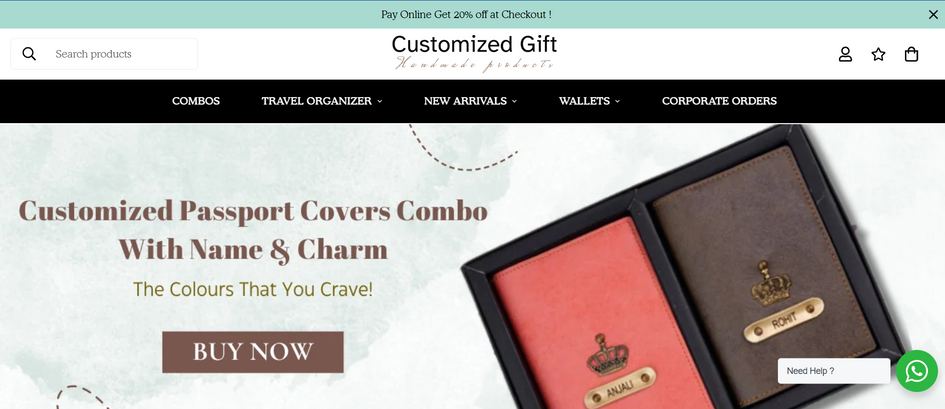 Pay Online Get 20% off at Checkout !
Search products
Customized Gift
Handmade products
COMBOS
TRAVEL ORGANIZER
NEW ARRIVALS
WALLETS
CORPORATE ORDERS
Customized Passport Covers Combo
With Name & Charm
The Colours That You Crave!
BUY NOW
ROHIT
ANJALI
Need Help ?